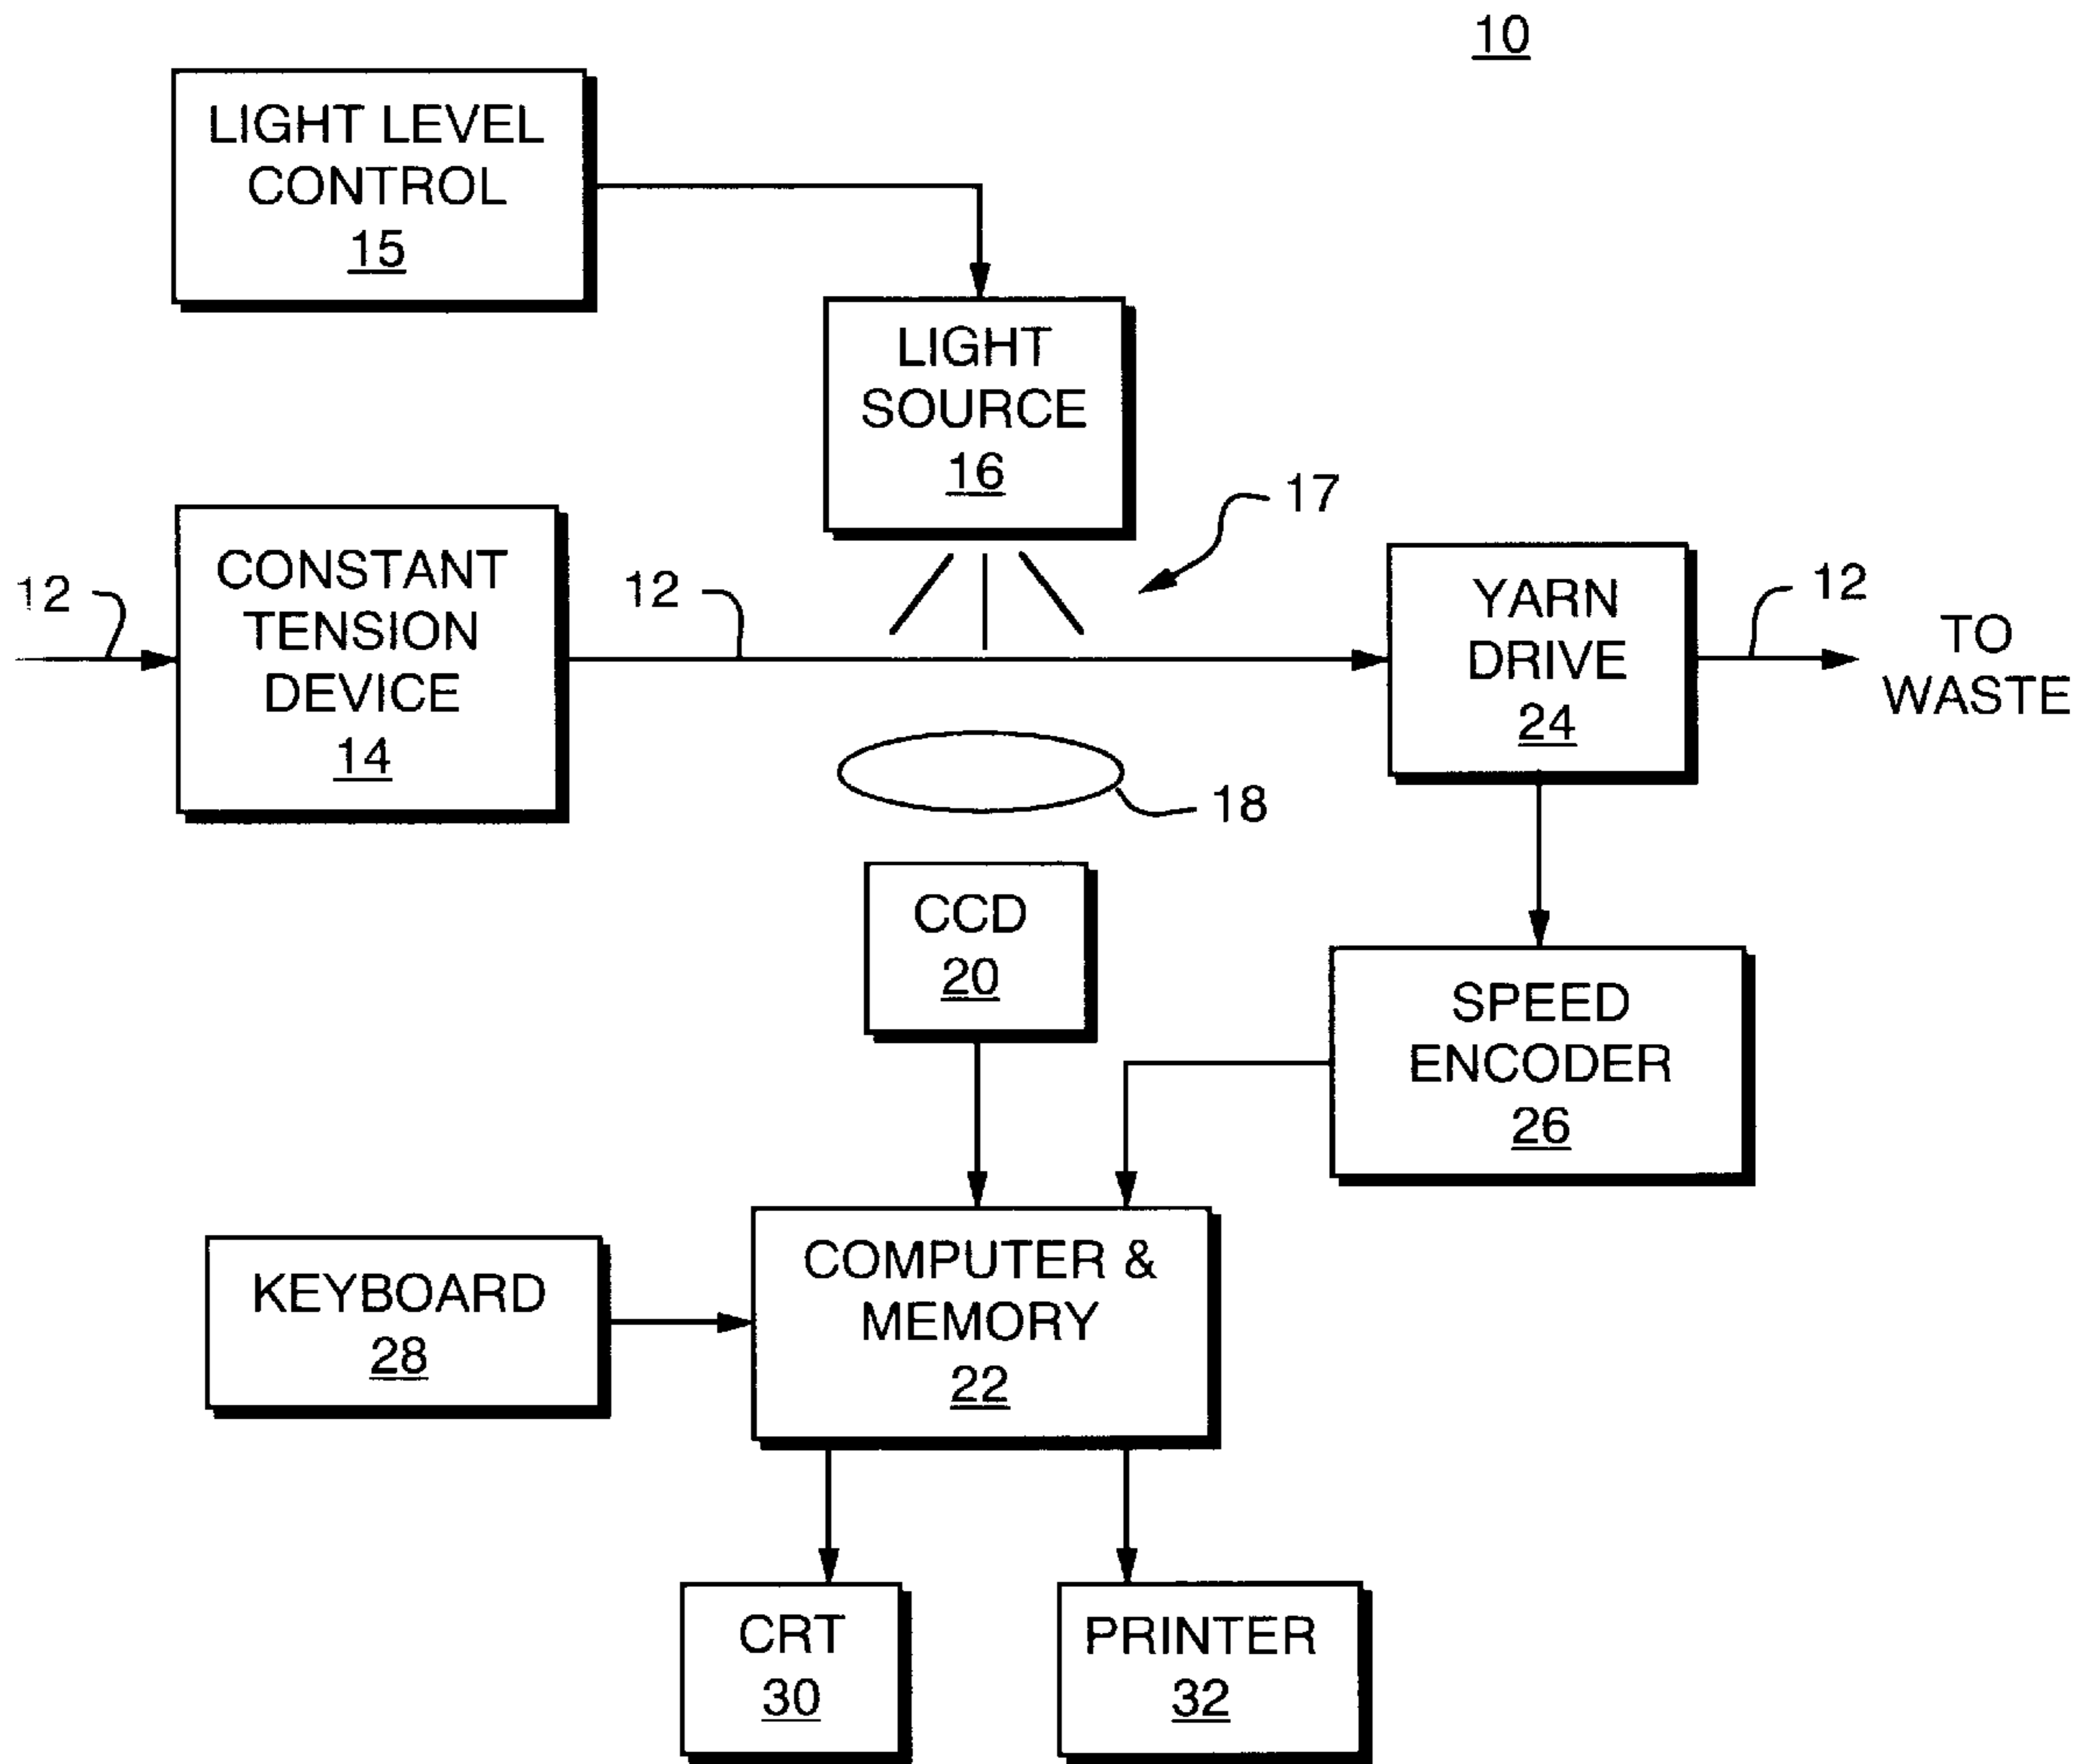 10
LIGHT LEVEL
CONTROL
15
LIGHT
SOURCE
16
17
12
CONSTANT
TENSION
DEVICE
14
12
YARN
DRIVE
24
12
TO
WASTE
18
CCD
20
SPEED
ENCODER
26
KEYBOARD
28
COMPUTER &
MEMORY
22
CRT
30
PRINTER
32